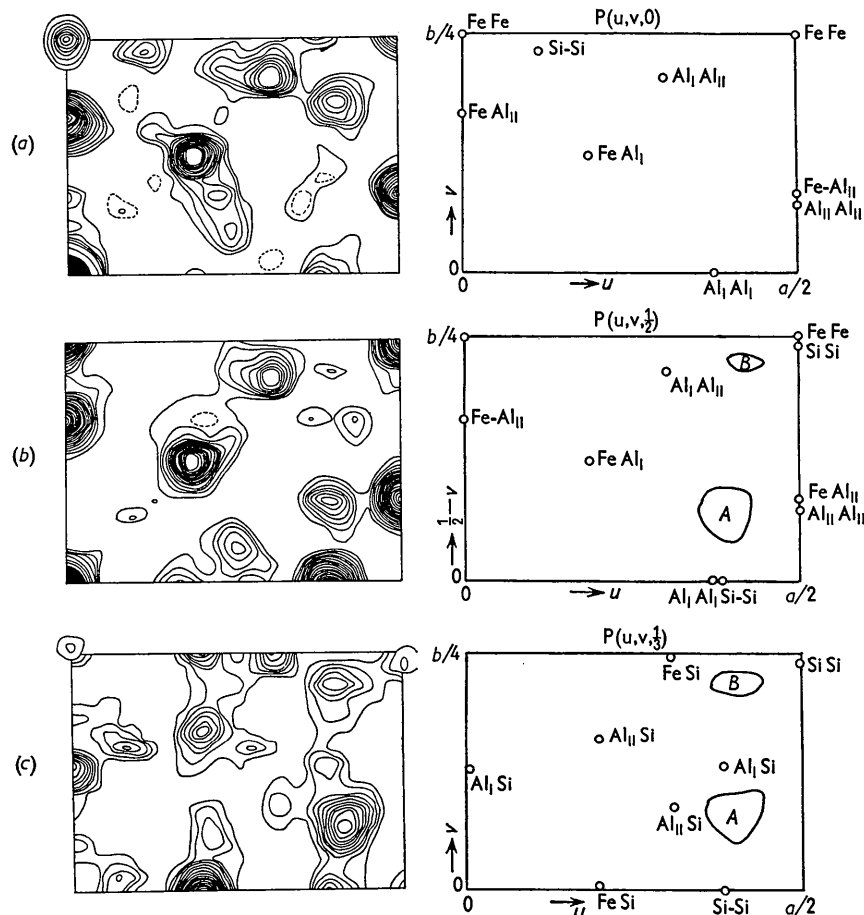 (a)
P(u,v,0)
b/4
Fe Fe
Si-Si
Fe Fe
Al_I Al_II
Fe Al_II
Fe Al_I
Fe-Al_II
Al_II Al_II
v
0
0
u
Al_I Al_I
a/2
(b)
P(u,v,½)
b/4
Fe Fe
Si Si
B
Al_I Al_II
Fe-Al_II
Fe Al_I
Fe Al_II
Al_II Al_II
A
½-v
0
0
u
Al_I Al_I Si-Si
a/2
(c)
P(u,v,⅓)
b/4
Fe Si
Si Si
B
Al_II Si
Al_I Si
Al_I Si
Al_II Si
A
v
0
0
u
Fe Si
Si-Si
a/2